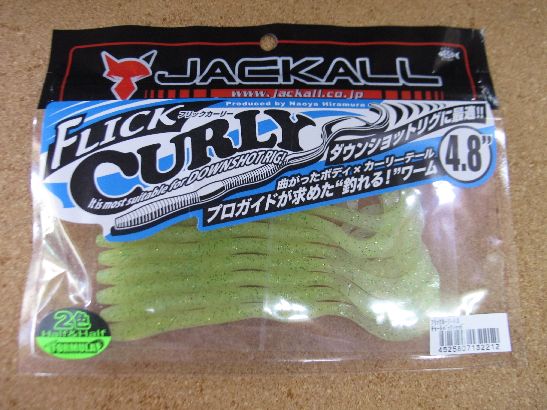 JACKALL
www.jackall.co.jp
Produced by Naoya Hiramura
FLICK
フリックカーリー
CURLY
It is most suitable for DOWNSHOT RIG!
ダウンショットリグに最適!!
4.8"
曲がったボディ×カーリーテール
プロガイドが求めた“釣れる!”ワーム
2色
Half&Half
FORMULA
4525807132212